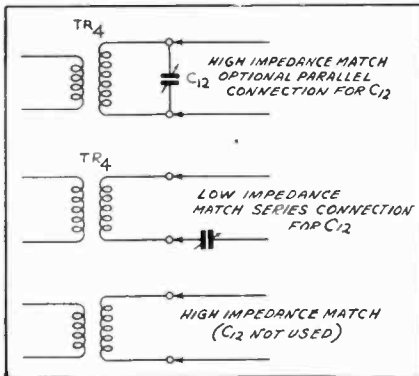 TR4
C12
HIGH IMPEDANCE MATCH
OPTIONAL PARALLEL
CONNECTION FOR C12
TR4
LOW IMPEDANCE
MATCH SERIES CONNECTION
FOR C12
HIGH IMPEDANCE MATCH
(C12 NOT USED)